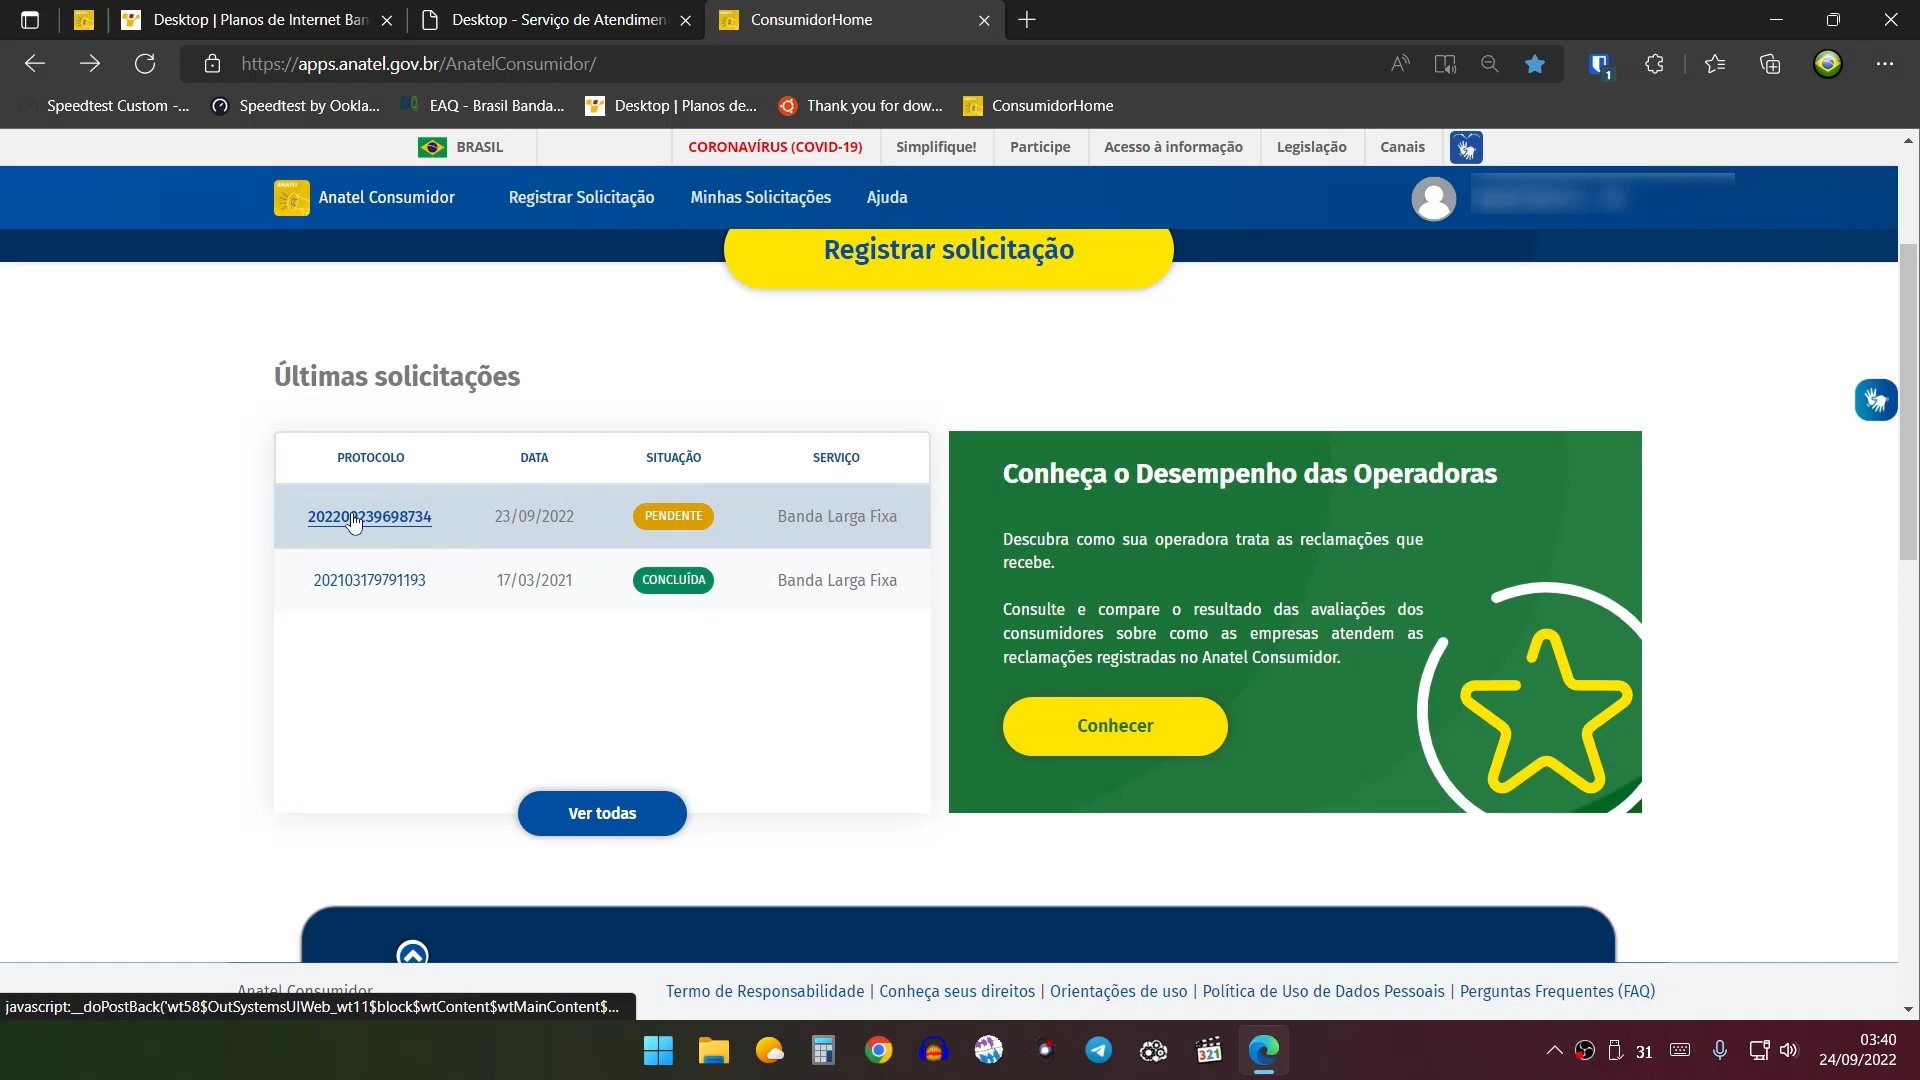 Desktop | Planos de Internet Ban
Desktop - Serviço de Atendimen
ConsumidorHome
https://apps.anatel.gov.br/AnatelConsumidor/
1
Speedtest Custom -...
Speedtest by Ookla...
EAQ - Brasil Banda...
Desktop | Planos de...
Thank you for dow...
ConsumidorHome
BRASIL
CORONAVÍRUS (COVID-19)
Simplifique!
Participe
Acesso à informação
Legislação
Canais
ANATEL
Anatel Consumidor
Registrar Solicitação
Minhas Solicitações
Ajuda
Registrar solicitação
Últimas solicitações
PROTOCOLO DATA SITUAÇÃO SERVIÇO
202209239698734 23/09/2022 PENDENTE Banda Larga Fixa
202103179791193 17/03/2021 CONCLUÍDA Banda Larga Fixa
Ver todas
Conheça o Desempenho das Operadoras
Descubra como sua operadora trata as reclamações que
recebe.
Consulte e compare o resultado das avaliações dos
consumidores sobre como as empresas atendem as
reclamações registradas no Anatel Consumidor.
Conhecer
Anatel Consumidor
Termo de Responsabilidade | Conheça seus direitos | Orientações de uso | Política de Uso de Dados Pessoais | Perguntas Frequentes (FAQ)
javascript:__doPostBack('wt58$OutSystemsUIWeb_wt11$block$wtContent$wtMainContent$...
321
31
03:40
24/09/2022